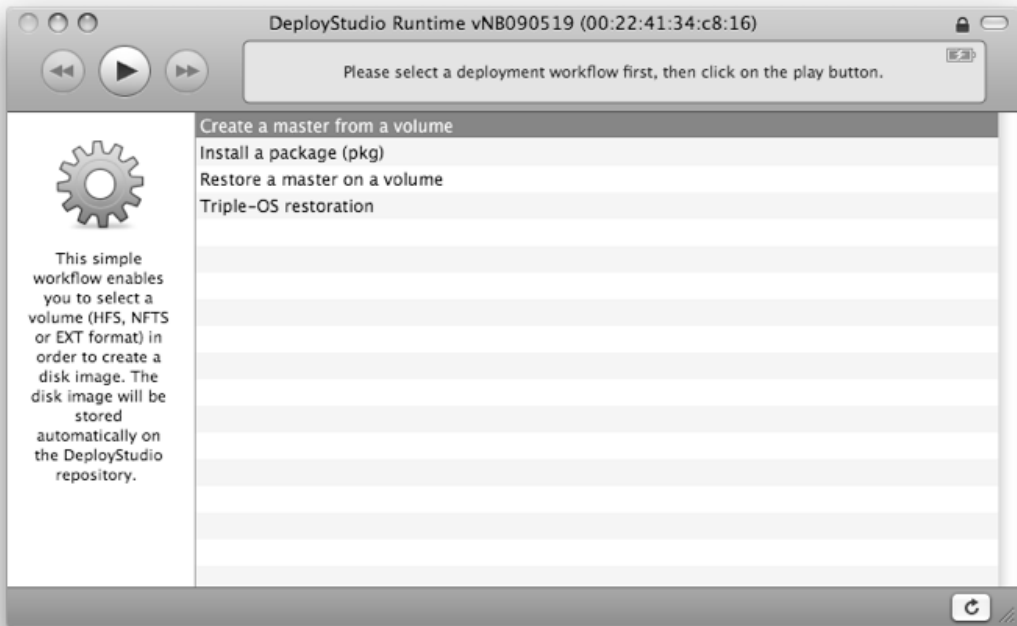 DeployStudio Runtime vNB090519 (00:22:41:34:c8:16)
Please select a deployment workflow first, then click on the play button.
Create a master from a volume
Install a package (pkg)
Restore a master on a volume
Triple-OS restoration
This simple
workflow enables
you to select a
volume (HFS, NFTS
or EXT format) in
order to create a
disk image. The
disk image will be
stored
automatically on
the DeployStudio
repository.